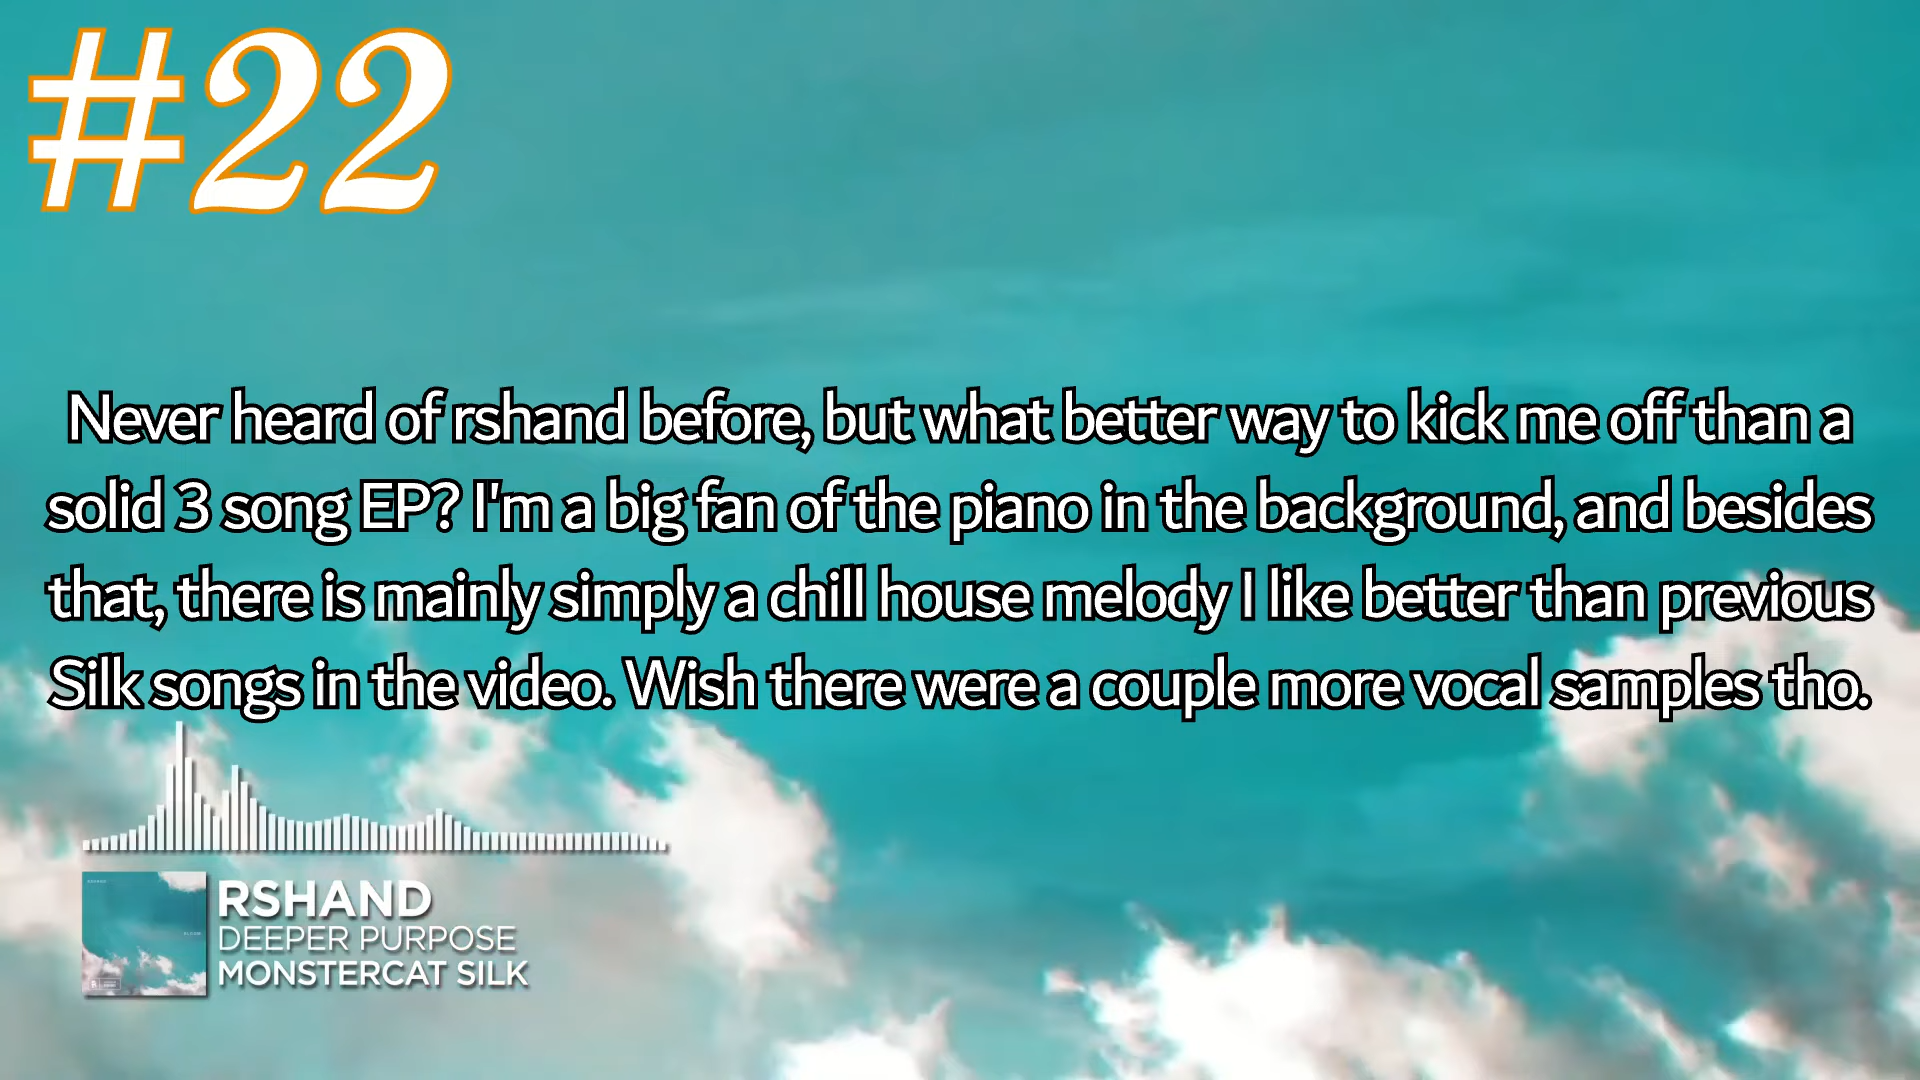 #22
Never heard of rshand before, but what better way to kick me off than a
solid 3 song EP? I'm a big fan of the piano in the background, and besides
that, there is mainly simply a chill house melody I like better than previous
Silk songs in the video. Wish there were a couple more vocal samples tho.
RSHAND
DEEPER PURPOSE
MONSTERCAT SILK